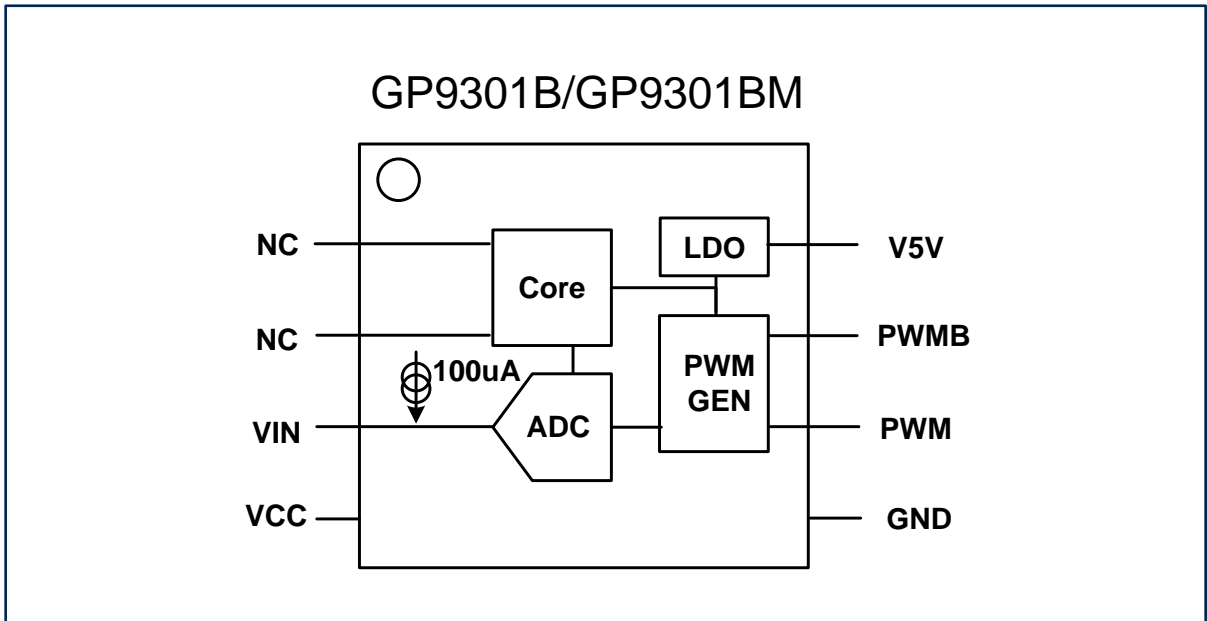 GP9301B/GP9301BM
NC
Core
LDO
V5V
NC
100uA
PWM
GEN
PWMB
VIN
ADC
PWM
VCC
GND